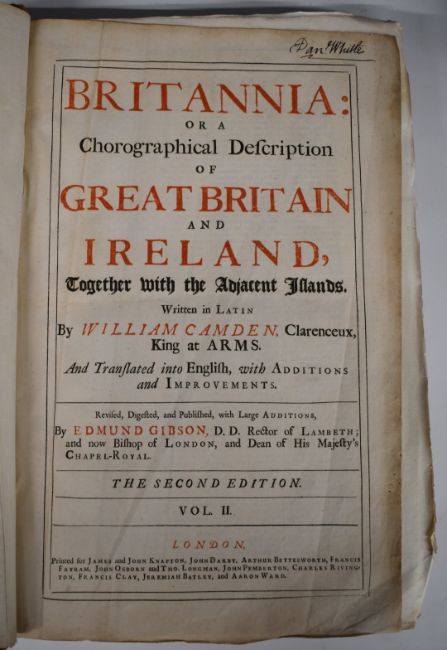 Danl. White
BRITANNIA:
OR A
Chorographical Deſcription
OF
GREAT BRITAIN
AND
IRELAND,
Together with the Adjacent Iſlands.
Written in LATIN
By WILLIAM CAMDEN, Clarenceux,
King at ARMS.
And Tranſlated into Engliſh, with ADDITIONS
and IMPROVEMENTS.
Reviſed, Digeſted, and Publiſhed, with Large ADDITIONS,
By EDMUND GIBSON, D. D. Rector of LAMBETH;
and now Biſhop of LONDON, and Dean of His Majeſty's
CHAPEL-ROYAL.
THE SECOND EDITION.
VOL. II.
LONDON,
Printed for JAMES and JOHN KNAPTON, JOHN DARBY, ARTHUR BETTESWORTH, FRANCIS
FAYRAM, JOHN OSBORN and THO. LONGMAN, JOHN PEMBERTON, CHARLES RIVING-
TON, FRANCIS CLAY, JEREMIAH BATLEY, and AARON WARD.